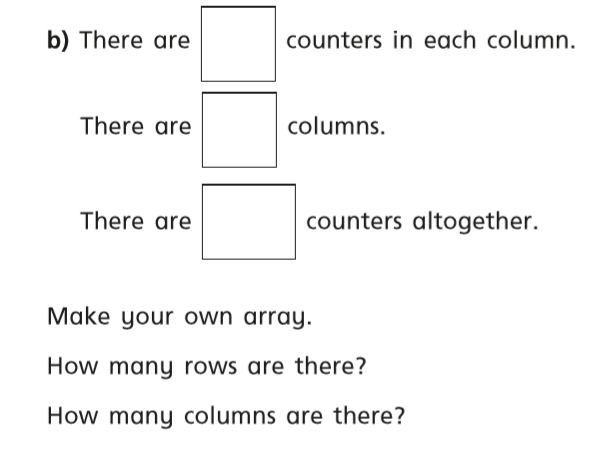 b) There are counters in each column.
There are columns.
There are counters altogether.
Make your own array.
How many rows are there?
How many columns are there?